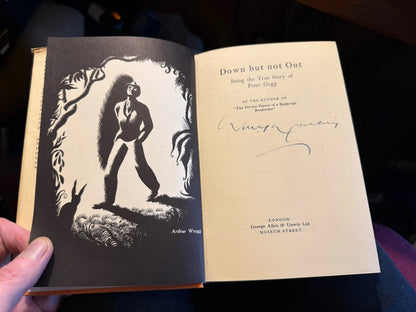 Arthur Wragg
Down but not Out
Being the True Story of
Peter Gogg
BY THE AUTHOR OF
"The Private Papers of a Bankrupt
Bookseller"
LONDON
George Allen & Unwin Ltd
MUSEUM STREET